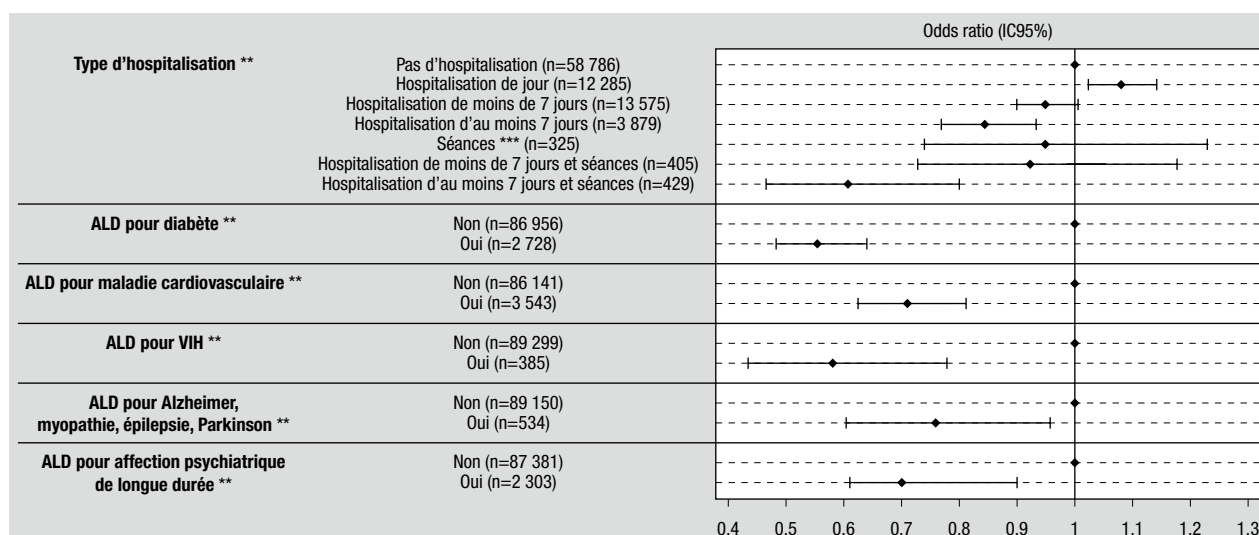 Odds ratio (IC95%)
Type d’hospitalisation **
Pas d’hospitalisation (n=58 786)
Hospitalisation de jour (n=12 285)
Hospitalisation de moins de 7 jours (n=13 575)
Hospitalisation d’au moins 7 jours (n=3 879)
Séances *** (n=325)
Hospitalisation de moins de 7 jours et séances (n=405)
Hospitalisation d’au moins 7 jours et séances (n=429)
ALD pour diabète **
Non (n=86 956)
Oui (n=2 728)
ALD pour maladie cardiovasculaire **
Non (n=86 141)
Oui (n=3 543)
ALD pour VIH **
Non (n=89 299)
Oui (n=385)
ALD pour Alzheimer,
myopathie, épilepsie, Parkinson **
Non (n=89 150)
Oui (n=534)
ALD pour affection psychiatrique
de longue durée **
Non (n=87 381)
Oui (n=2 303)
0.4 0.5 0.6 0.7 0.8 0.9 1 1.1 1.2 1.3